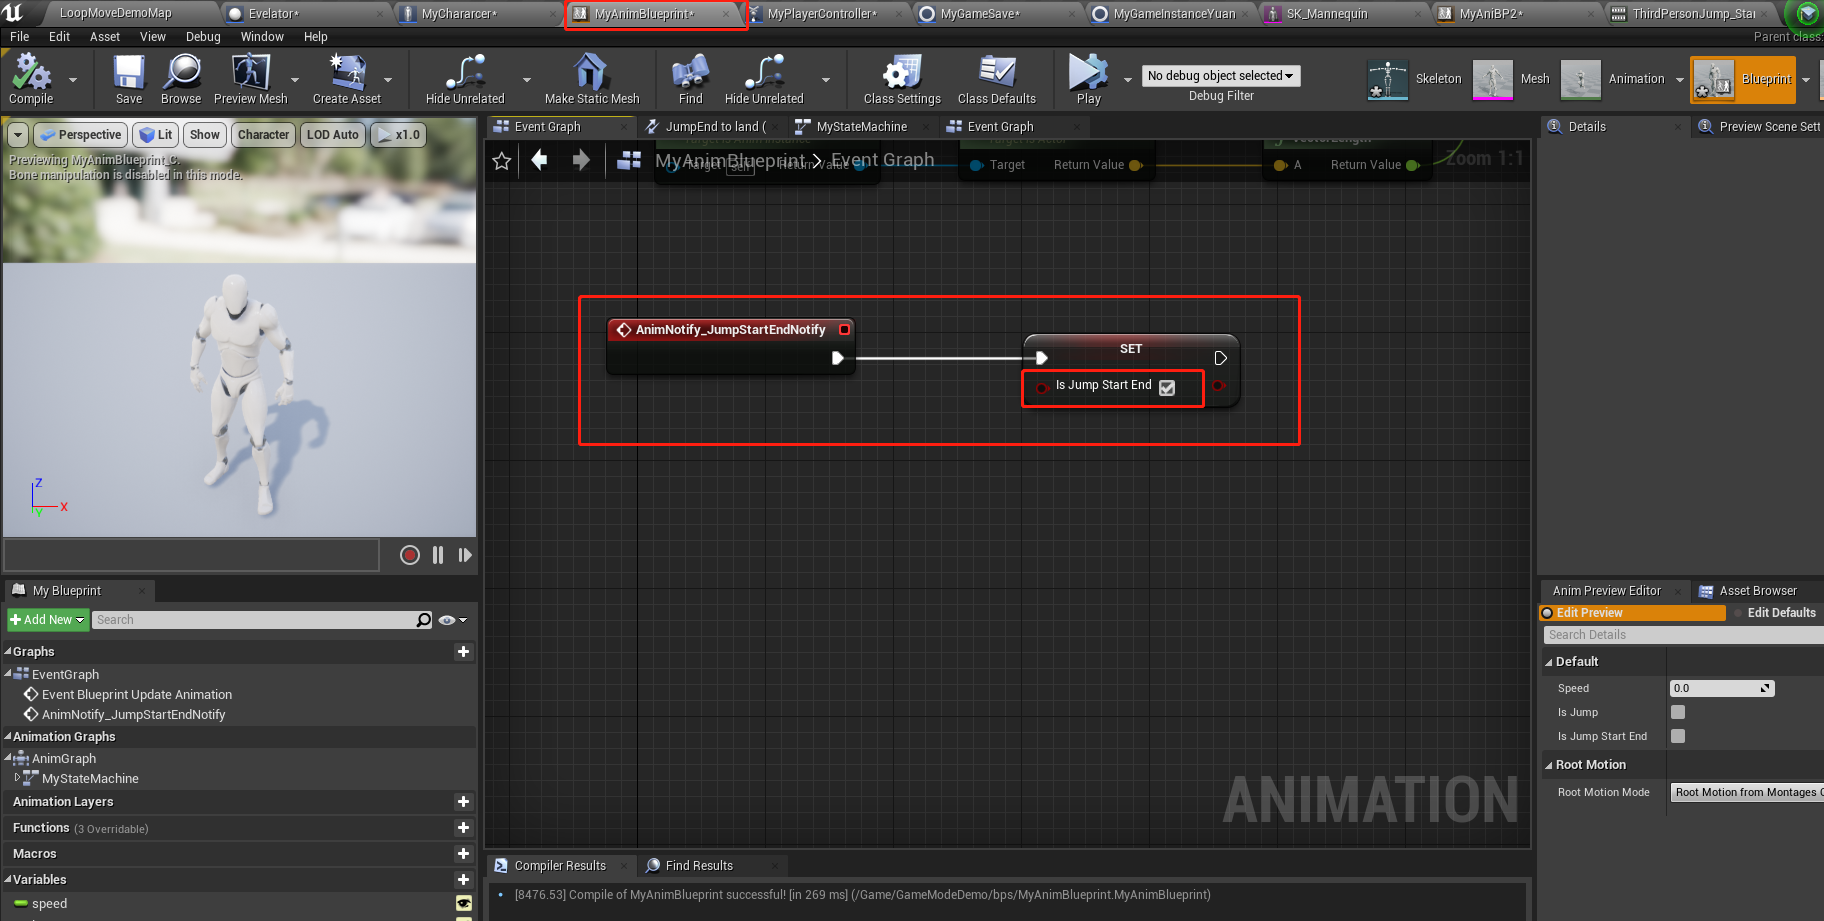 LoopMoveDemoMap
Evelator*
MyChararcer*
MyAnimBlueprint*
MyPlayerController*
MyGameSave*
MyGameInstanceYuan
SK_Mannequin
MyAniBP2*
ThirdPersonJump_Star
File Edit Asset View Debug Window Help
Parent class:
Compile
Save
Browse
Preview Mesh
Create Asset
Hide Unrelated
Make Static Mesh
Find
Hide Unrelated
Class Settings
Class Defaults
Play
No debug object selected
Debug Filter
Skeleton
Mesh
Animation
Blueprint
Perspective
Lit
Show
Character
LOD Auto
x1.0
Previewing MyAnimBlueprint_C.
Bone manipulation is disabled in this mode.
Z
X
Y
Event Graph
JumpEnd to land (
MyStateMachine
Event Graph
MyAnimBlueprint > Event Graph
Zoom 1:1
Target is Anim Instance
Target self Return Value
Target is Actor
Target Return Value
VectorLength
A Return Value
AnimNotify_JumpStartEndNotify
SET
Is Jump Start End
ANIMATION
Details
Preview Scene Sett
My Blueprint
Add New
Search
Graphs
EventGraph
Event Blueprint Update Animation
AnimNotify_JumpStartEndNotify
Animation Graphs
AnimGraph
MyStateMachine
Animation Layers
Functions (3 Overridable)
Macros
Variables
speed
Compiler Results
Find Results
[8476.53] Compile of MyAnimBlueprint successful! [in 269 ms] (/Game/GameModeDemo/bps/MyAnimBlueprint.MyAnimBlueprint)
Anim Preview Editor
Asset Browser
Edit Preview
Edit Defaults
Search Details
Default
Speed 0.0
Is Jump
Is Jump Start End
Root Motion
Root Motion Mode Root Motion from Montages O